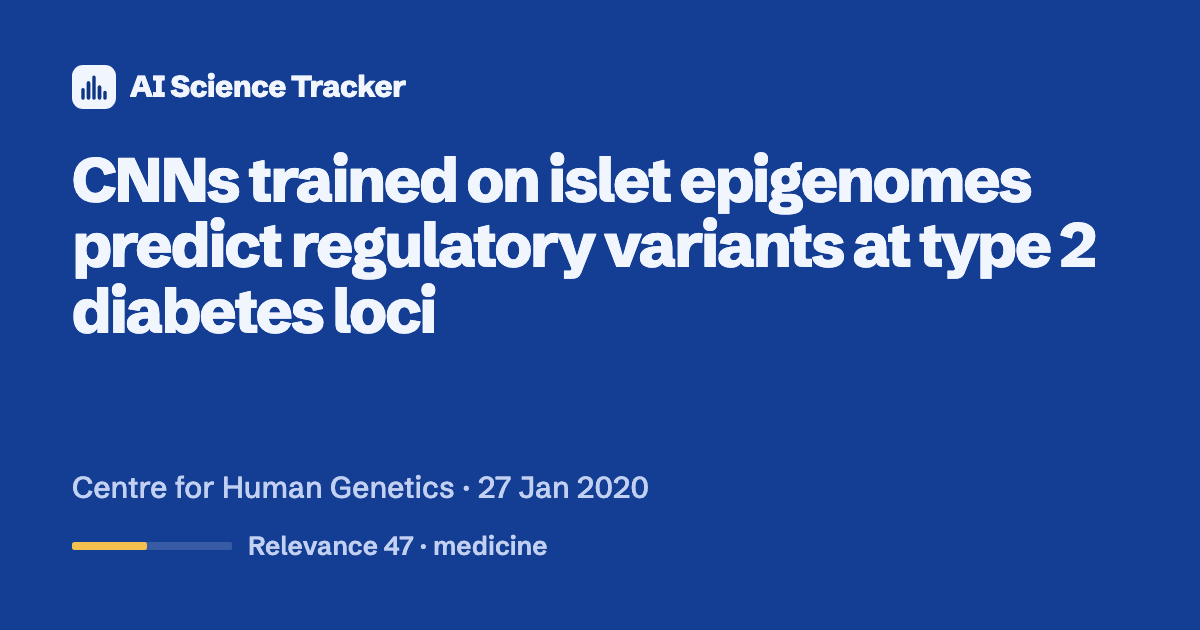 AI Science Tracker
CNNs trained on islet epigenomes
predict regulatory variants at type 2
diabetes loci
Centre for Human Genetics · 27 Jan 2020
Relevance 47 · medicine